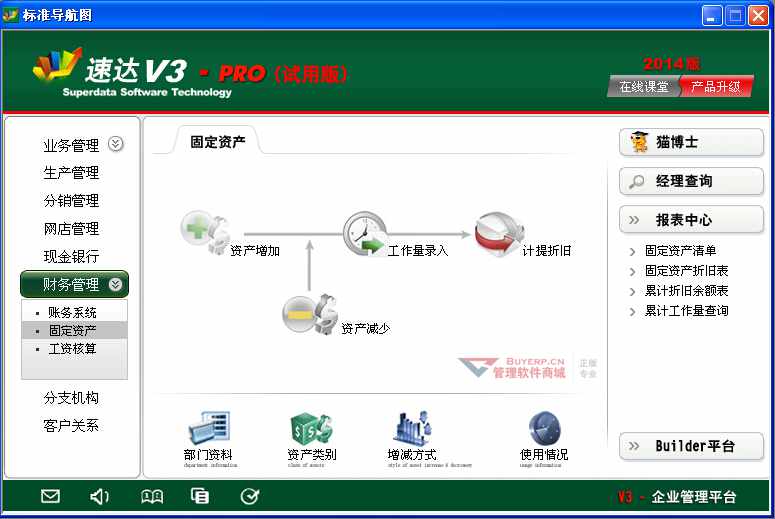 标准导航图
速达 V3 - PRO (试用版)
Superdata Software Technology
2014版
在线课堂
产品升级
业务管理
生产管理
分销管理
网店管理
现金银行
财务管理
账务系统
固定资产
工资核算
分支机构
客户关系
固定资产
资产增加
工作量录入
计提折旧
资产减少
BUYERP.CN
管理软件商城
正版
专业
部门资料
department information
资产类别
class of assets
增减方式
style of asset increase & decrease
使用情况
usage information
猫博士
经理查询
报表中心
固定资产清单
固定资产折旧表
累计折旧余额表
累计工作量查询
Builder平台
V3 - 企业管理平台